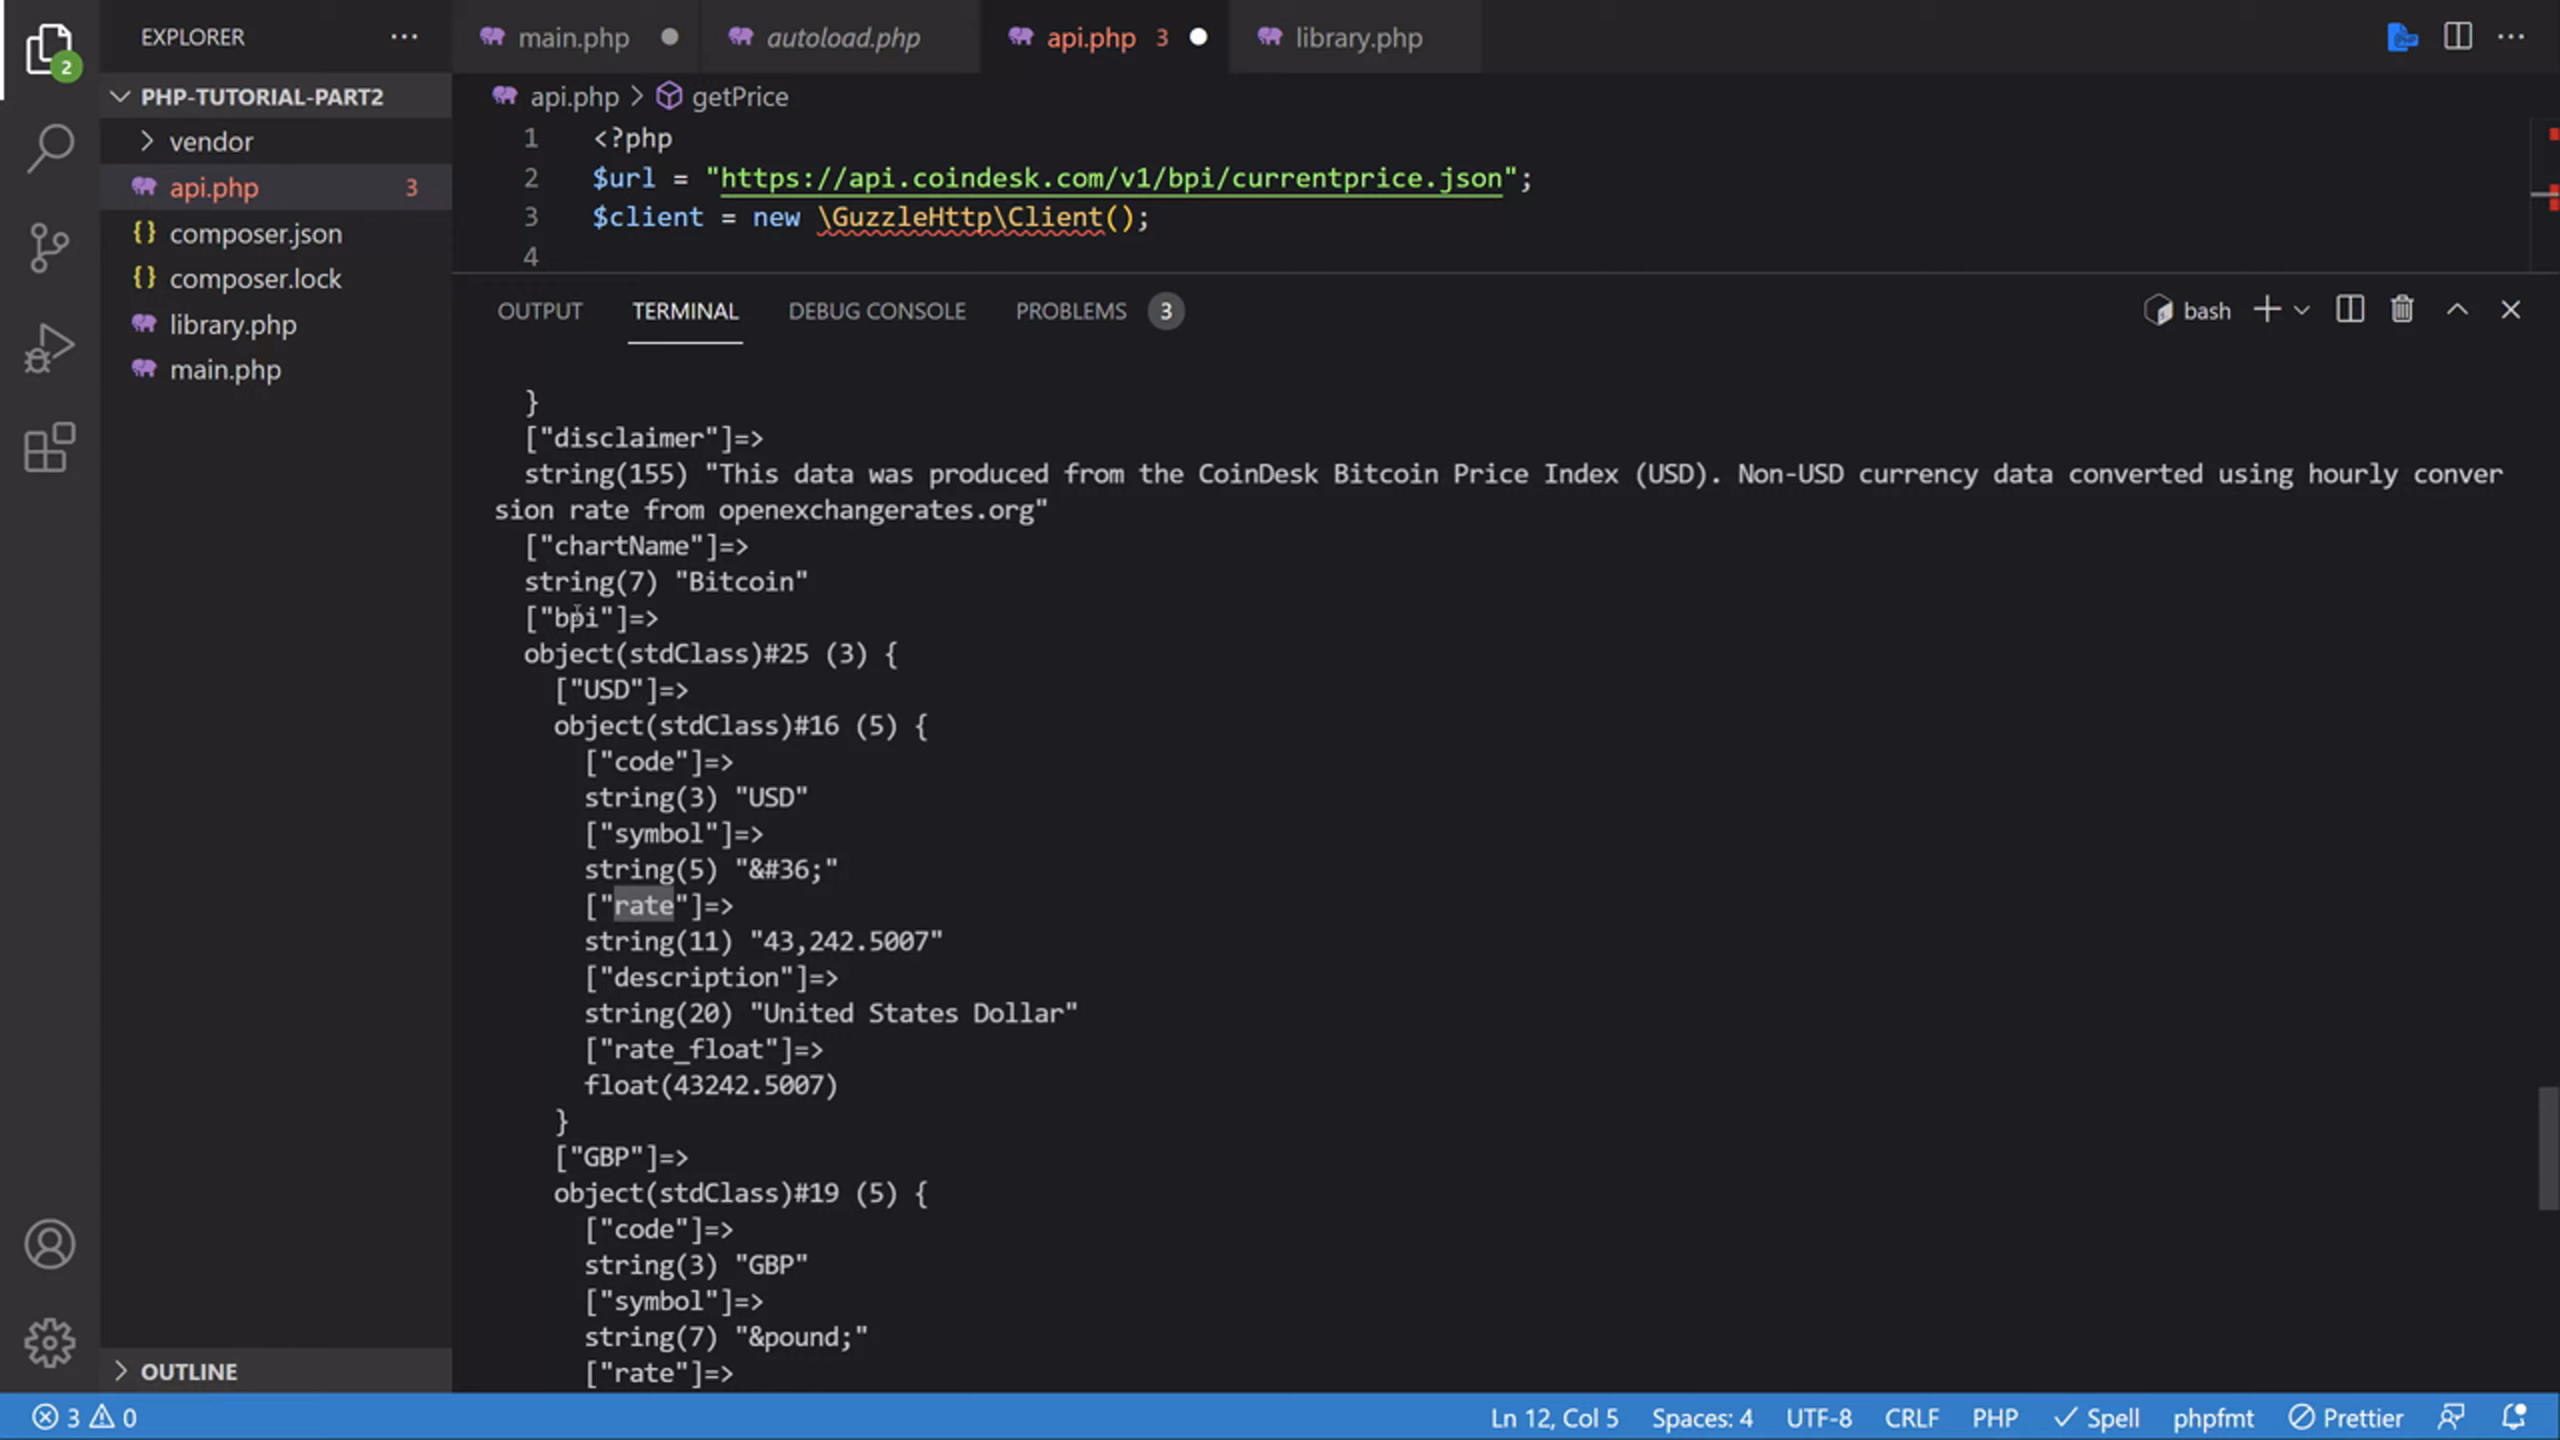 EXPLORER
main.php
autoload.php
api.php 3
library.php
PHP-TUTORIAL-PART2
vendor
api.php 3
composer.json
composer.lock
library.php
main.php
OUTLINE
2
api.php > getPrice
1 <?php
2 $url = "https://api.coindesk.com/v1/bpi/currentprice.json";
3 $client = new \GuzzleHttp\Client();
4
OUTPUT TERMINAL DEBUG CONSOLE PROBLEMS 3
bash
}
["disclaimer"]=>
string(155) "This data was produced from the CoinDesk Bitcoin Price Index (USD). Non-USD currency data converted using hourly conver
sion rate from openexchangerates.org"
["chartName"]=>
string(7) "Bitcoin"
["bpi"]=>
object(stdClass)#25 (3) {
["USD"]=>
object(stdClass)#16 (5) {
["code"]=>
string(3) "USD"
["symbol"]=>
string(5) "&#36;"
["rate"]=>
string(11) "43,242.5007"
["description"]=>
string(20) "United States Dollar"
["rate_float"]=>
float(43242.5007)
}
["GBP"]=>
object(stdClass)#19 (5) {
["code"]=>
string(3) "GBP"
["symbol"]=>
string(7) "&pound;"
["rate"]=>
3 0
Ln 12, Col 5 Spaces: 4 UTF-8 CRLF PHP Spell phpfmt Prettier